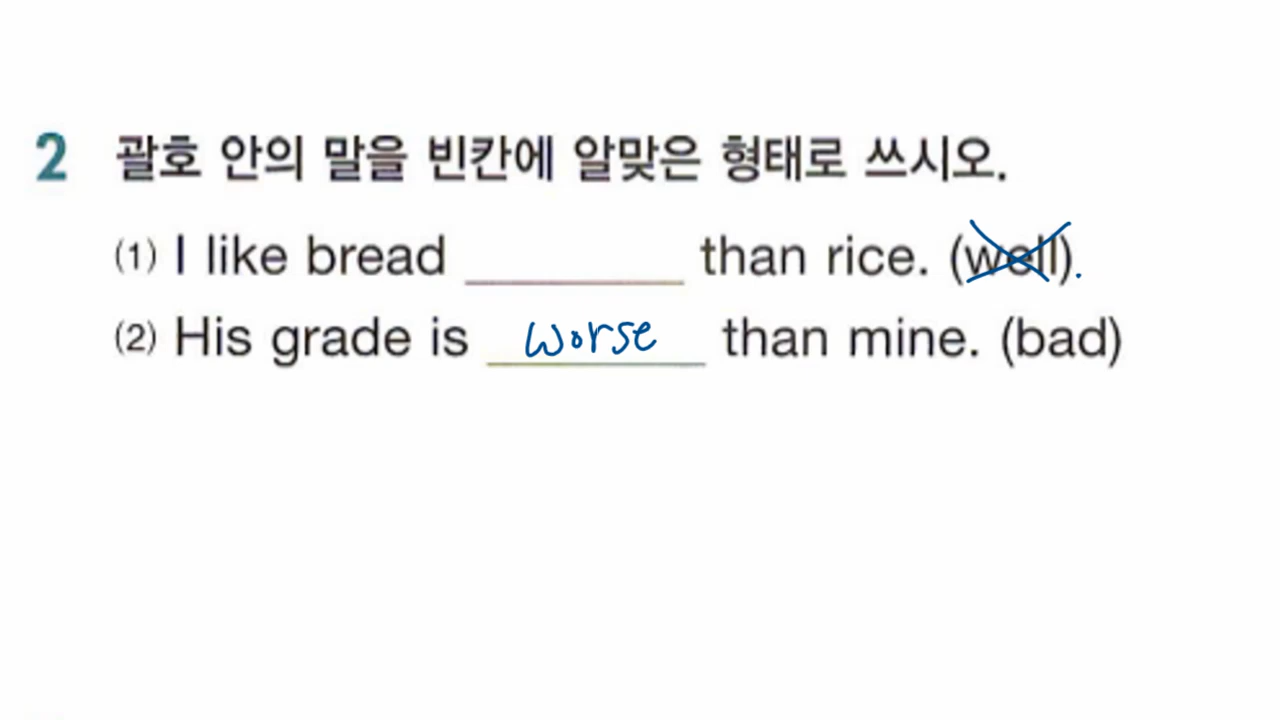 2 괄호 안의 말을 빈칸에 알맞은 형태로 쓰시오.
(1) I like bread ________ than rice. (well).
(2) His grade is worse than mine. (bad)